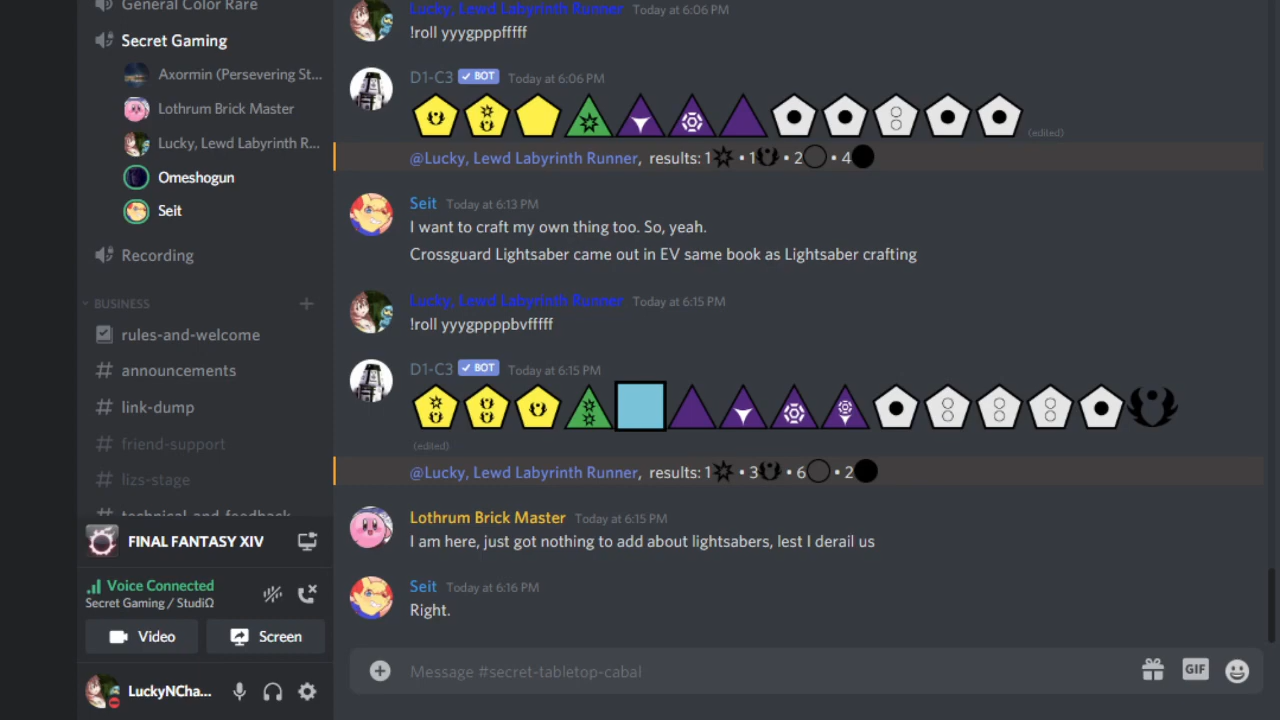 General Color Rare
Secret Gaming
Axormin (Persevering St...
Lothrum Brick Master
Lucky, Lewd Labyrinth R...
Omeshogun
Seit
Recording
BUSINESS
rules-and-welcome
announcements
link-dump
friend-support
lizs-stage
technical-and-feedback
FINAL FANTASY XIV
Voice Connected
Secret Gaming / StudiΩ
Video
Screen
LuckyNCha...
Lucky, Lewd Labyrinth Runner Today at 6:06 PM
!roll yyygpppfffff
D1-C3 ✓ BOT Today at 6:06 PM
(edited)
@Lucky, Lewd Labyrinth Runner, results: 1 • 1 • 2 • 4
Seit Today at 6:13 PM
I want to craft my own thing too. So, yeah.
Crossguard Lightsaber came out in EV same book as Lightsaber crafting
Lucky, Lewd Labyrinth Runner Today at 6:15 PM
!roll yyygppppbvfffff
D1-C3 ✓ BOT Today at 6:15 PM
(edited)
@Lucky, Lewd Labyrinth Runner, results: 1 • 3 • 6 • 2
Lothrum Brick Master Today at 6:15 PM
I am here, just got nothing to add about lightsabers, lest I derail us
Seit Today at 6:16 PM
Right.
Message #secret-tabletop-cabal
GIF